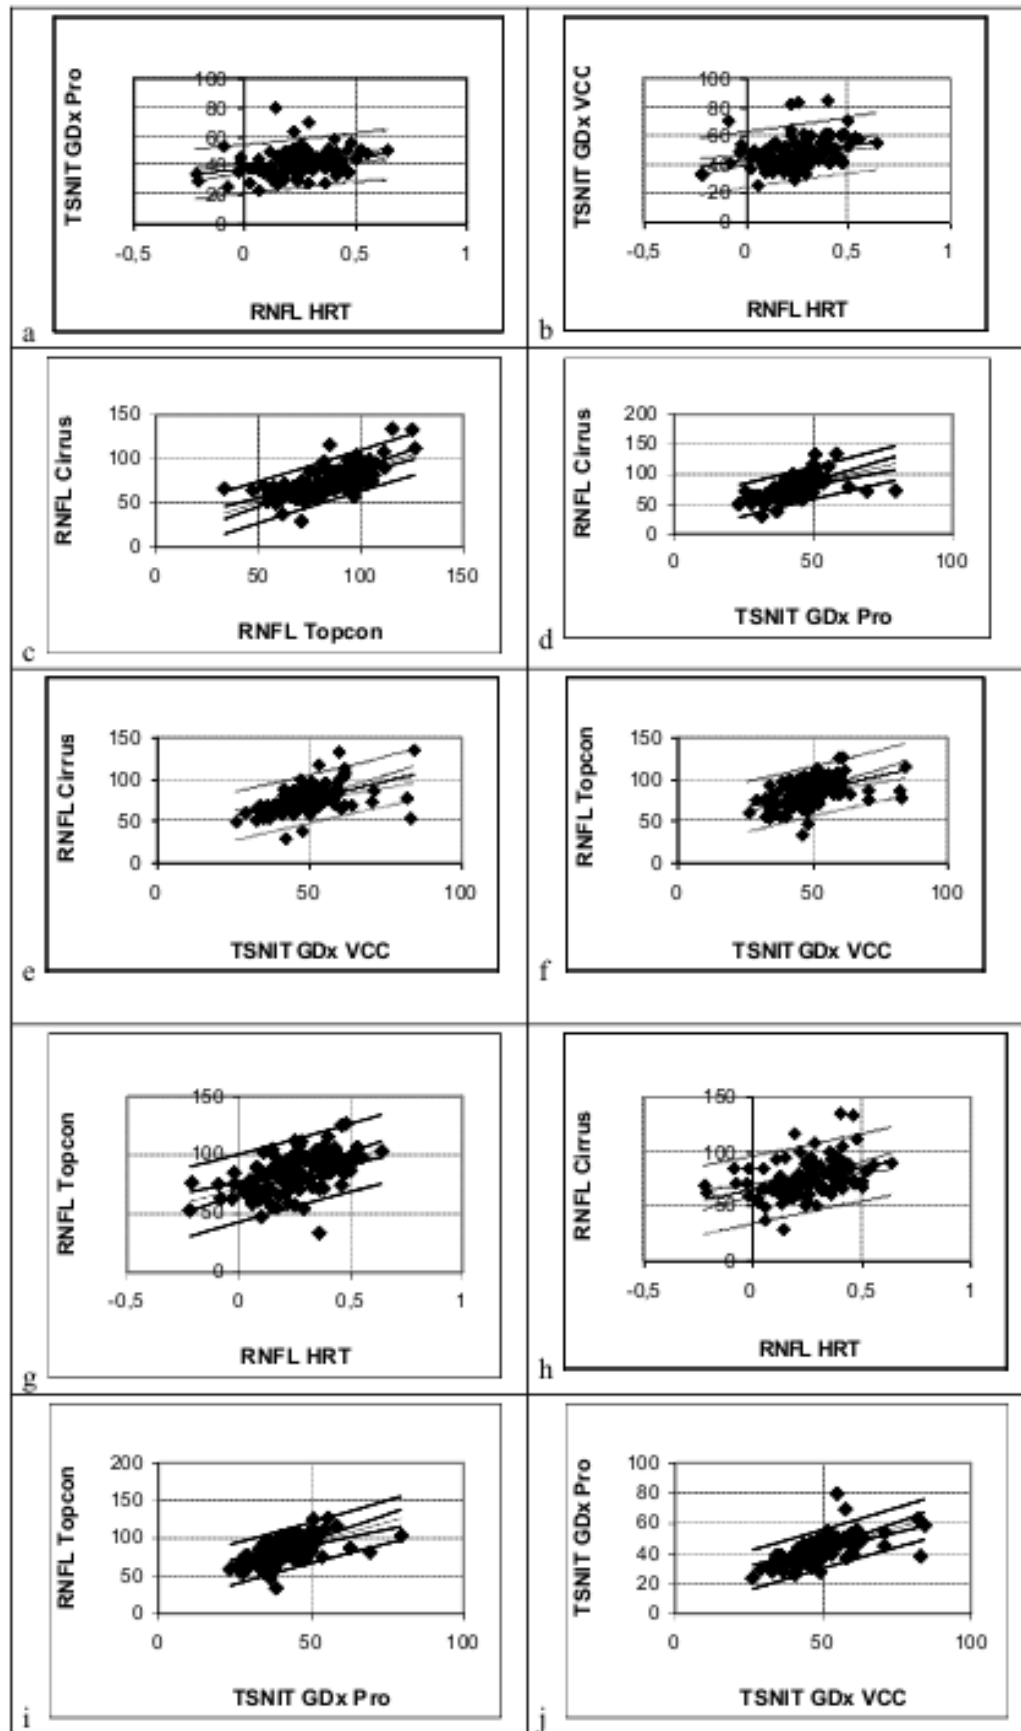 TSNIT GDx Pro
100
80
60
40
20
0
-0,5 0 0,5 1
RNFL HRT
a
TSNIT GDx VCC
100
80
60
40
20
0
-0,5 0 0,5 1
RNFL HRT
b
RNFL Cirrus
150
100
50
0
0 50 100 150
RNFL Topcon
c
RNFL Cirrus
200
150
100
50
0
0 50 100
TSNIT GDx Pro
d
RNFL Cirrus
150
100
50
0
0 50 100
TSNIT GDx VCC
e
RNFL Topcon
150
100
50
0
0 50 100
TSNIT GDx VCC
f
RNFL Topcon
150
100
50
0
-0,5 0 0,5 1
RNFL HRT
g
RNFL Cirrus
150
100
50
0
-0,5 0 0,5 1
RNFL HRT
h
RNFL Topcon
200
150
100
50
0
0 50 100
TSNIT GDx Pro
i
TSNIT GDx Pro
100
80
60
40
20
0
0 50 100
TSNIT GDx VCC
j